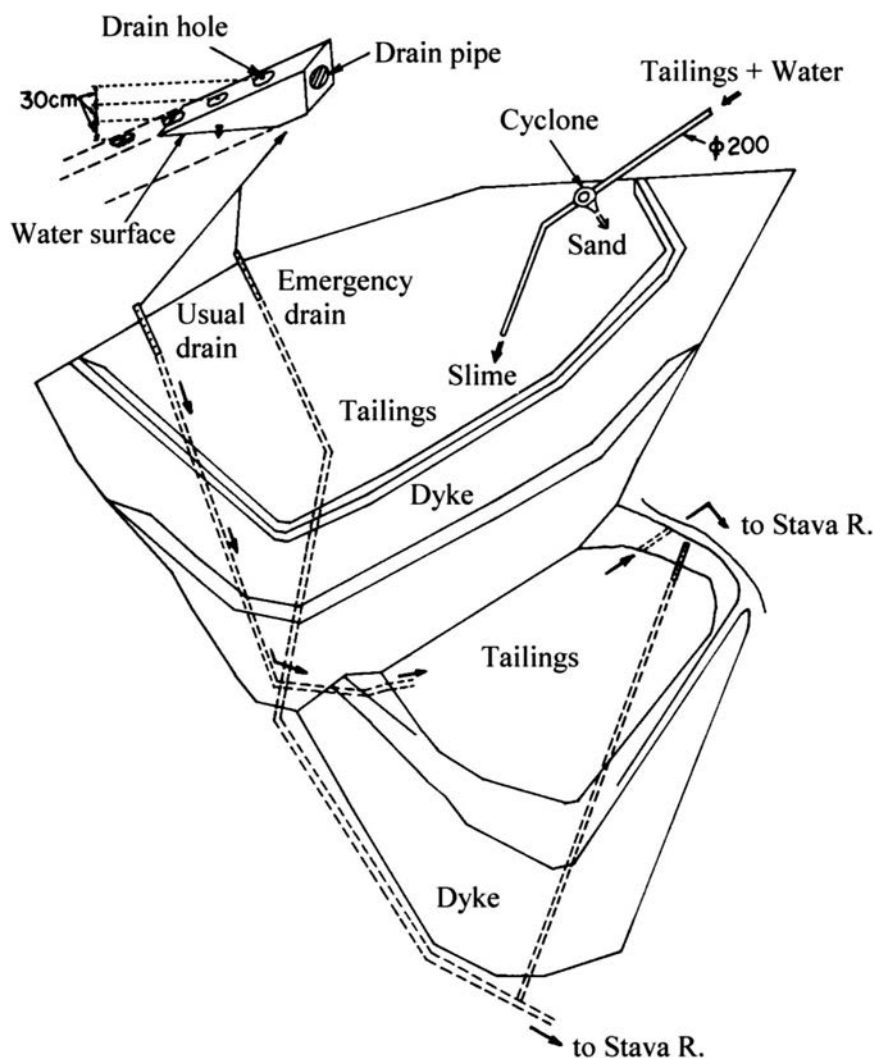 Drain hole
Drain pipe
30cm
Water surface
Tailings + Water
Cyclone
φ200
Sand
Slime
Usual
drain
Emergency
drain
Tailings
Dyke
to Stava R.
Tailings
Dyke
to Stava R.